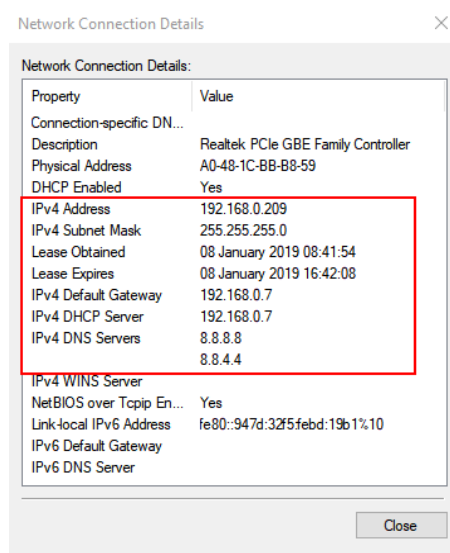 Network Connection Details
Network Connection Details:
Property Value
Connection-specific DN...
Description Realtek PCIe GBE Family Controller
Physical Address A0-48-1C-BB-B8-59
DHCP Enabled Yes
IPv4 Address 192.168.0.209
IPv4 Subnet Mask 255.255.255.0
Lease Obtained 08 January 2019 08:41:54
Lease Expires 08 January 2019 16:42:08
IPv4 Default Gateway 192.168.0.7
IPv4 DHCP Server 192.168.0.7
IPv4 DNS Servers 8.8.8.8
8.8.4.4
IPv4 WINS Server
NetBIOS over Tcpip En... Yes
Link-local IPv6 Address fe80::947d:32f5:febd:19b1%10
IPv6 Default Gateway
IPv6 DNS Server
Close